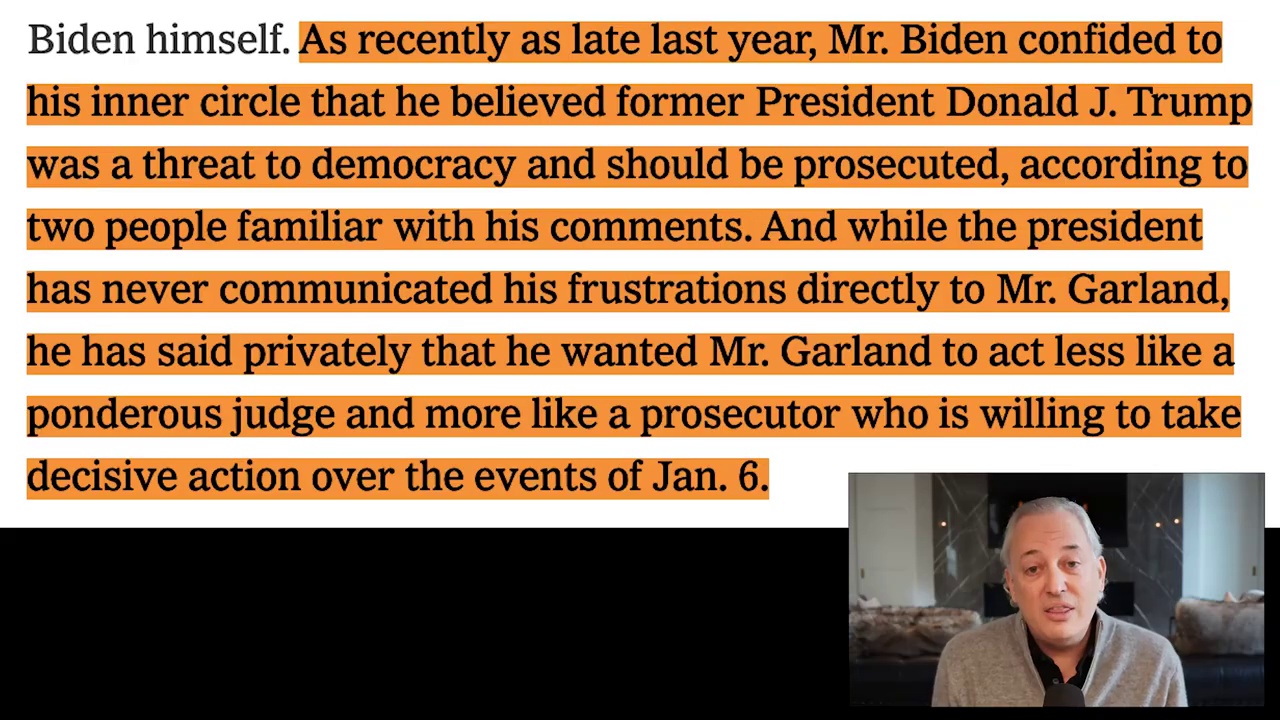 Biden himself. As recently as late last year, Mr. Biden confided to
his inner circle that he believed former President Donald J. Trump
was a threat to democracy and should be prosecuted, according to
two people familiar with his comments. And while the president
has never communicated his frustrations directly to Mr. Garland,
he has said privately that he wanted Mr. Garland to act less like a
ponderous judge and more like a prosecutor who is willing to take
decisive action over the events of Jan. 6.